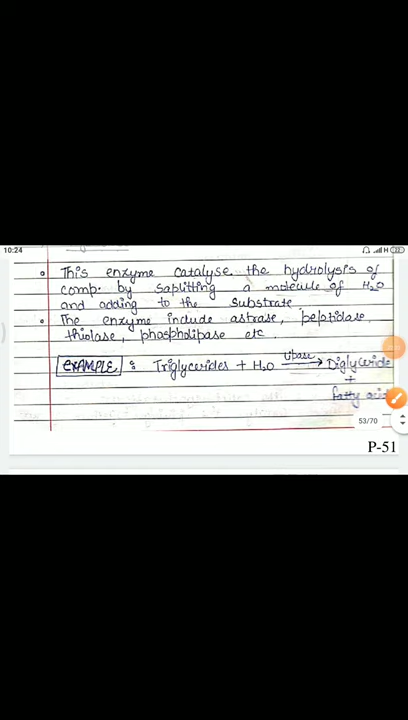 10:24
H 22
This enzyme catalyse the hydrolysis of
comp. by saplitting a molecule of H₂O
and adding to the substrate.
The enzyme include astrase, peptidase,
thiolase, phospholipase etc.
EXAMPLE : Triglycerides + H₂O Lipase → Diglyceride
+
fatty acid
53/70
P-51